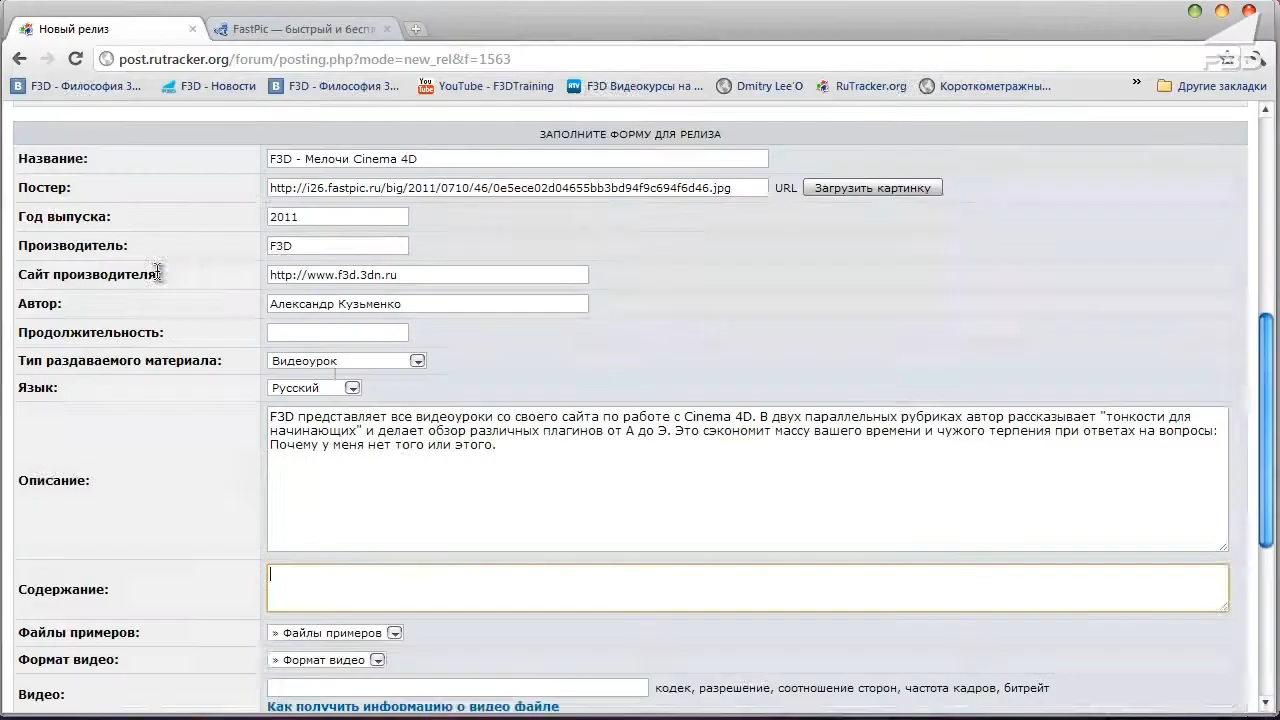 Новый релиз
FastPic — быстрый и беспл
post.rutracker.org/forum/posting.php?mode=new_rel&f=1563
F3D
F3D - Философия 3...
F3D - Новости
F3D - Философия 3...
YouTube - F3DTraining
F3D Видеокурсы на ...
Dmitry Lee`O
RuTracker.org
Короткометражны...
»
Другие закладки
ЗАПОЛНИТЕ ФОРМУ ДЛЯ РЕЛИЗА
Название: F3D - Мелочи Cinema 4D
Постер: http://i26.fastpic.ru/big/2011/0710/46/0e5ece02d04655bb3bd94f9c694f6d46.jpg URL Загрузить картинку
Год выпуска: 2011
Производитель: F3D
Сайт производителя: http://www.f3d.3dn.ru
Автор: Александр Кузьменко
Продолжительность:
Тип раздаваемого материала: Видеоурок
Язык: Русский
F3D представляет все видеоуроки со своего сайта по работе с Cinema 4D. В двух параллельных рубриках автор рассказывает "тонкости для
начинающих" и делает обзор различных плагинов от А до Э. Это сэкономит массу вашего времени и чужого терпения при ответах на вопросы:
Почему у меня нет того или этого.
Описание:
Содержание:
Файлы примеров: » Файлы примеров
Формат видео: » Формат видео
Видео: кодек, разрешение, соотношение сторон, частота кадров, битрейт
Как получить информацию о видео файле